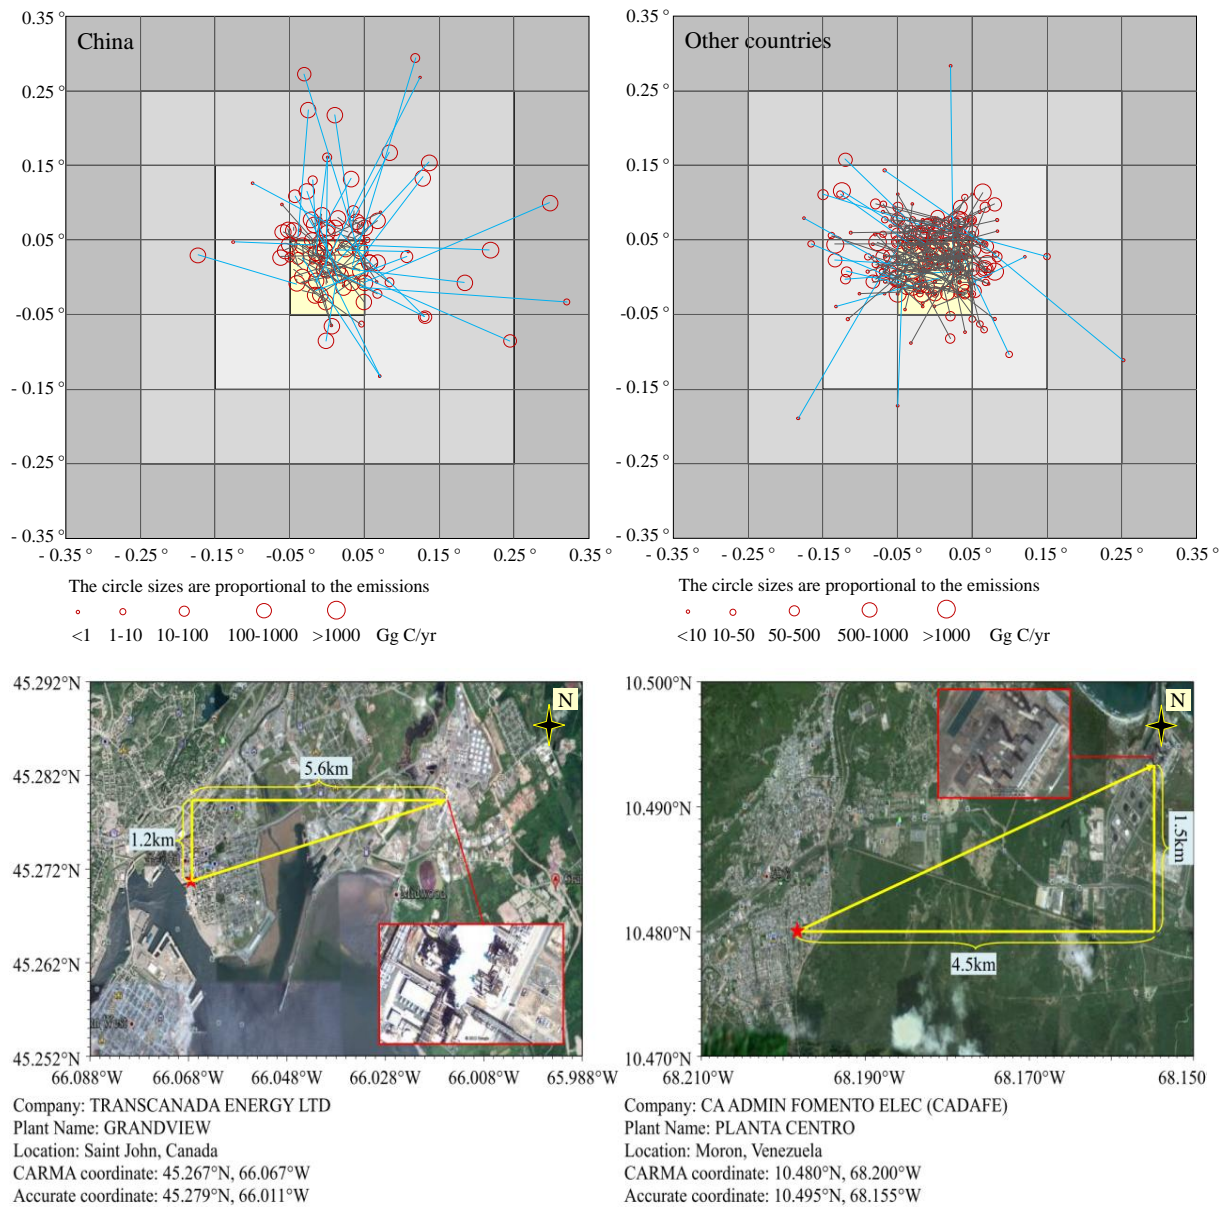 China
0.35 °
0.25 °
0.15 °
0.05 °
-0.05 °
- 0.15 °
- 0.25 °
-0.35 °
- 0.35 °
- 0.25 °
-0.15 °
-0.05 °
0.05 °
0.15 °
0.25 °
0.35 °
The circle sizes are proportional to the emissions
<1 1-10 10-100 100-1000 >1000 Gg C/yr
Other countries
0.35 °
0.25 °
0.15 °
0.05 °
-0.05 °
- 0.15 °
- 0.25 °
-0.35 °
- 0.35 °
- 0.25 °
-0.15 °
-0.05 °
0.05 °
0.15 °
0.25 °
0.35 °
The circle sizes are proportional to the emissions
<10 10-50 50-500 500-1000 >1000 Gg C/yr
45.292°N
45.282°N
45.272°N
45.262°N
45.252°N
N
5.6km
1.2km
66.088°W 66.068°W 66.048°W 66.028°W 66.008°W 65.988°W
Company: TRANSCANADA ENERGY LTD
Plant Name: GRANDVIEW
Location: Saint John, Canada
CARMA coordinate: 45.267°N, 66.067°W
Accurate coordinate: 45.279°N, 66.011°W
10.500°N
10.490°N
10.480°N
10.470°N
N
1.5km
4.5km
68.210°W 68.190°W 68.170°W 68.150
Company: CA ADMIN FOMENTO ELEC (CADAFE)
Plant Name: PLANTA CENTRO
Location: Moron, Venezuela
CARMA coordinate: 10.480°N, 68.200°W
Accurate coordinate: 10.495°N, 68.155°W